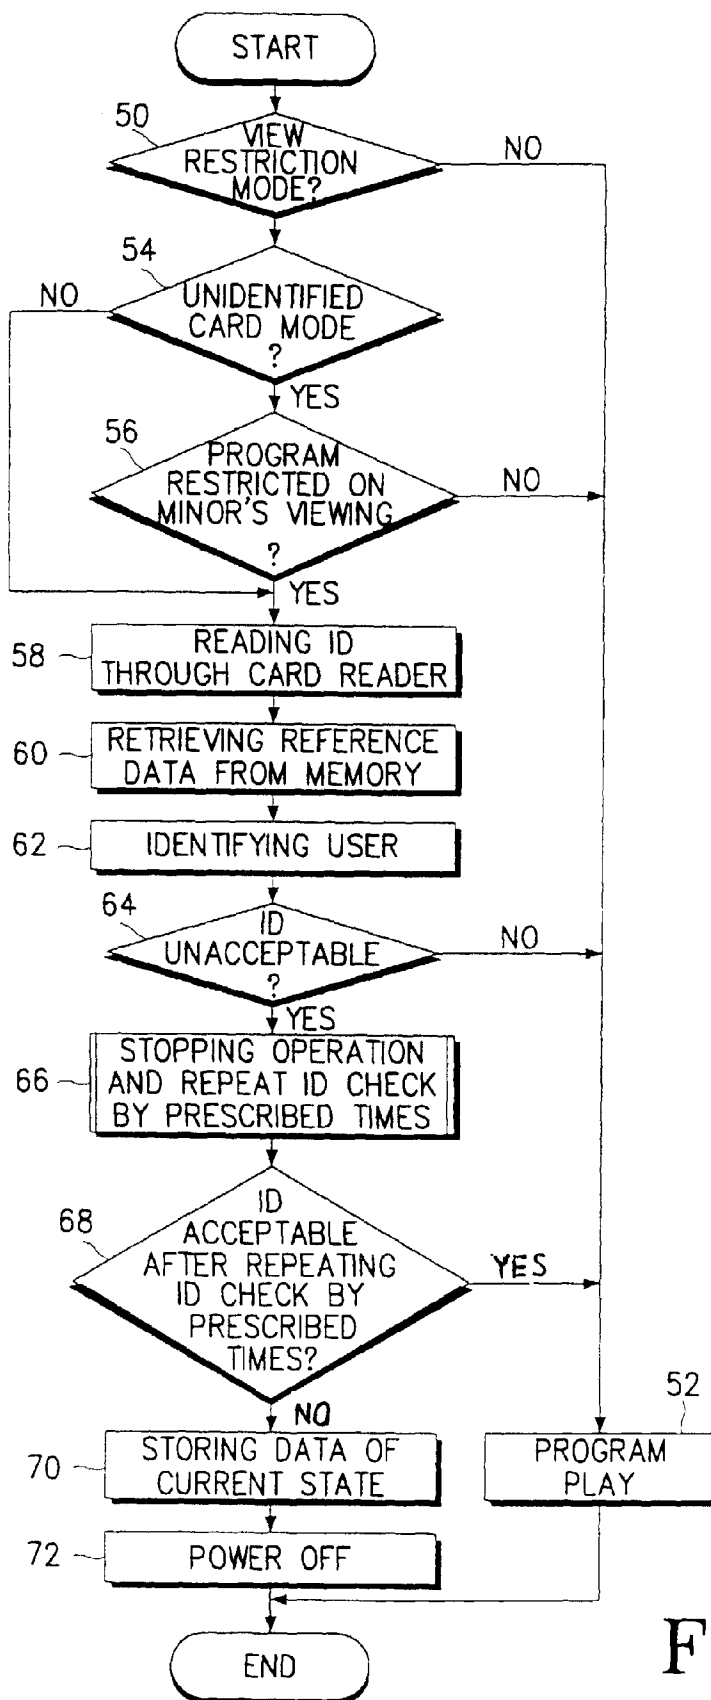 START
50
VIEW
RESTRICTION
MODE?
NO
54
NO
UNIDENTIFIED
CARD MODE
?
YES
56
PROGRAM
RESTRICTED ON
MINOR'S VIEWING
?
NO
YES
58
READING ID
THROUGH CARD READER
60
RETRIEVING REFERENCE
DATA FROM MEMORY
62
IDENTIFYING USER
64
ID
UNACCEPTABLE
?
NO
YES
66
STOPPING OPERATION
AND REPEAT ID CHECK
BY PRESCRIBED TIMES
68
ID
ACCEPTABLE
AFTER REPEATING
ID CHECK BY
PRESCRIBED
TIMES?
YES
NO
52
70
STORING DATA OF
CURRENT STATE
PROGRAM
PLAY
72
POWER OFF
END
F